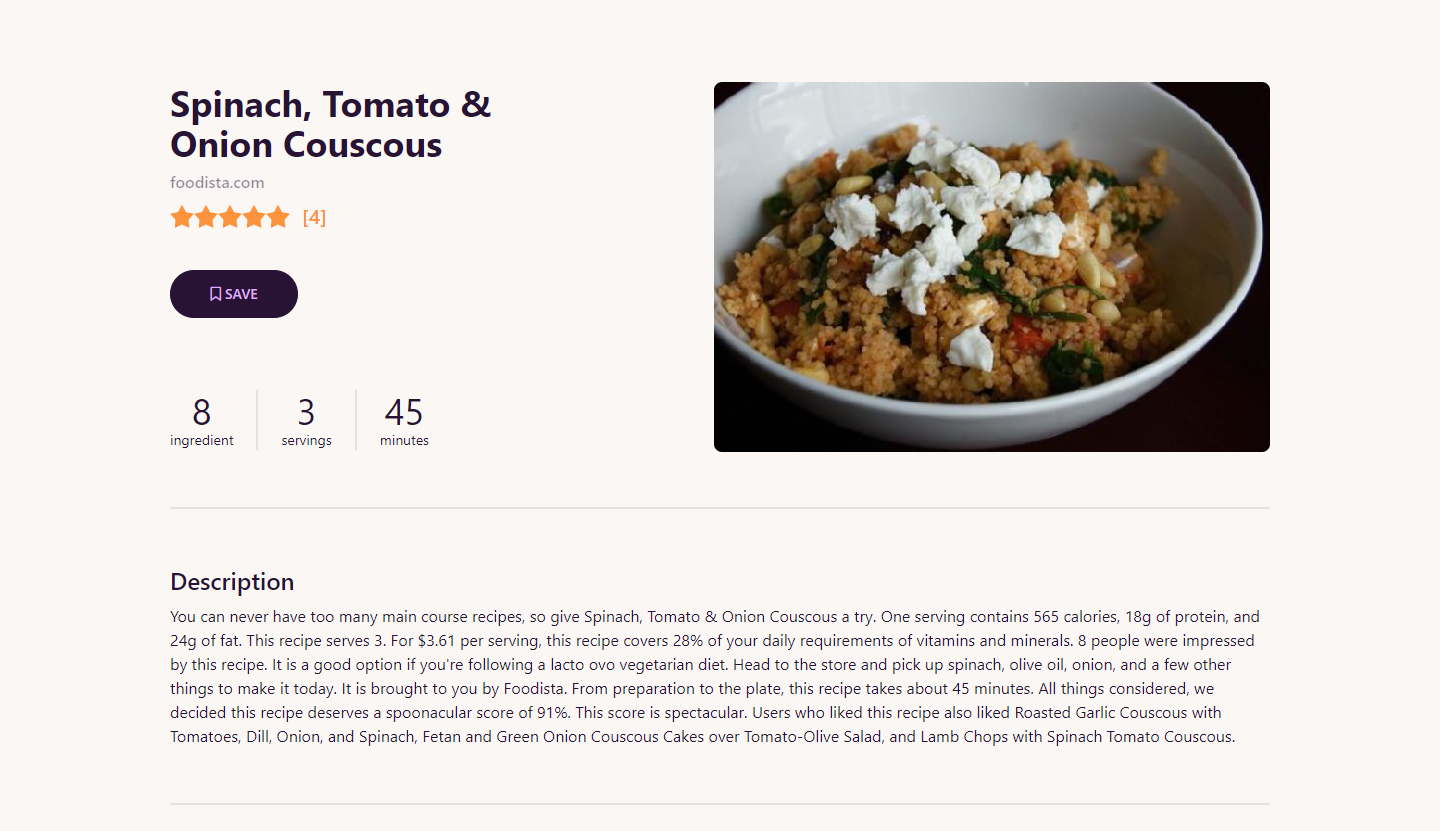 Spinach, Tomato &
Onion Couscous
foodista.com
[4]
SAVE
8
ingredient
3
servings
45
minutes
Description
You can never have too many main course recipes, so give Spinach, Tomato & Onion Couscous a try. One serving contains 565 calories, 18g of protein, and
24g of fat. This recipe serves 3. For $3.61 per serving, this recipe covers 28% of your daily requirements of vitamins and minerals. 8 people were impressed
by this recipe. It is a good option if you're following a lacto ovo vegetarian diet. Head to the store and pick up spinach, olive oil, onion, and a few other
things to make it today. It is brought to you by Foodista. From preparation to the plate, this recipe takes about 45 minutes. All things considered, we
decided this recipe deserves a spoonacular score of 91%. This score is spectacular. Users who liked this recipe also liked Roasted Garlic Couscous with
Tomatoes, Dill, Onion, and Spinach, Fetan and Green Onion Couscous Cakes over Tomato-Olive Salad, and Lamb Chops with Spinach Tomato Couscous.